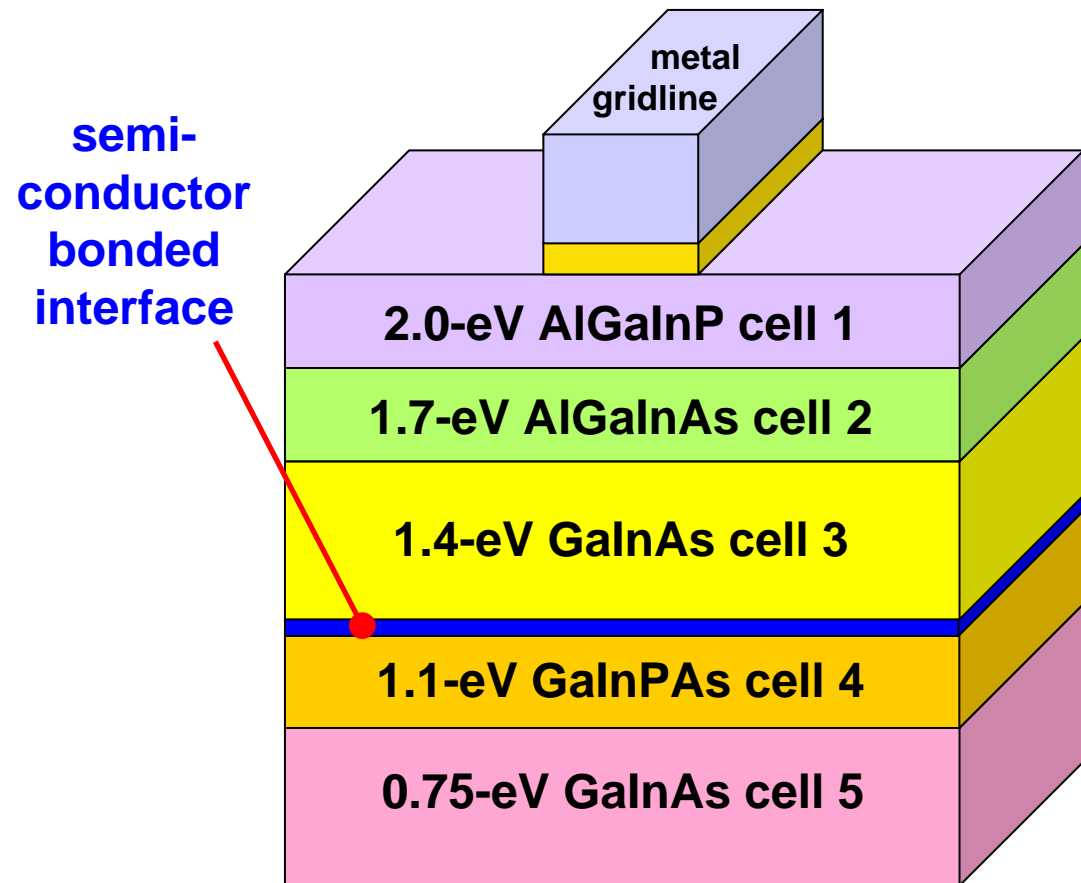 metal
gridline
semi-
conductor
bonded
interface
2.0-eV AlGaInP cell 1
1.7-eV AlGaInAs cell 2
1.4-eV GaInAs cell 3
1.1-eV GaInPAs cell 4
0.75-eV GaInAs cell 5